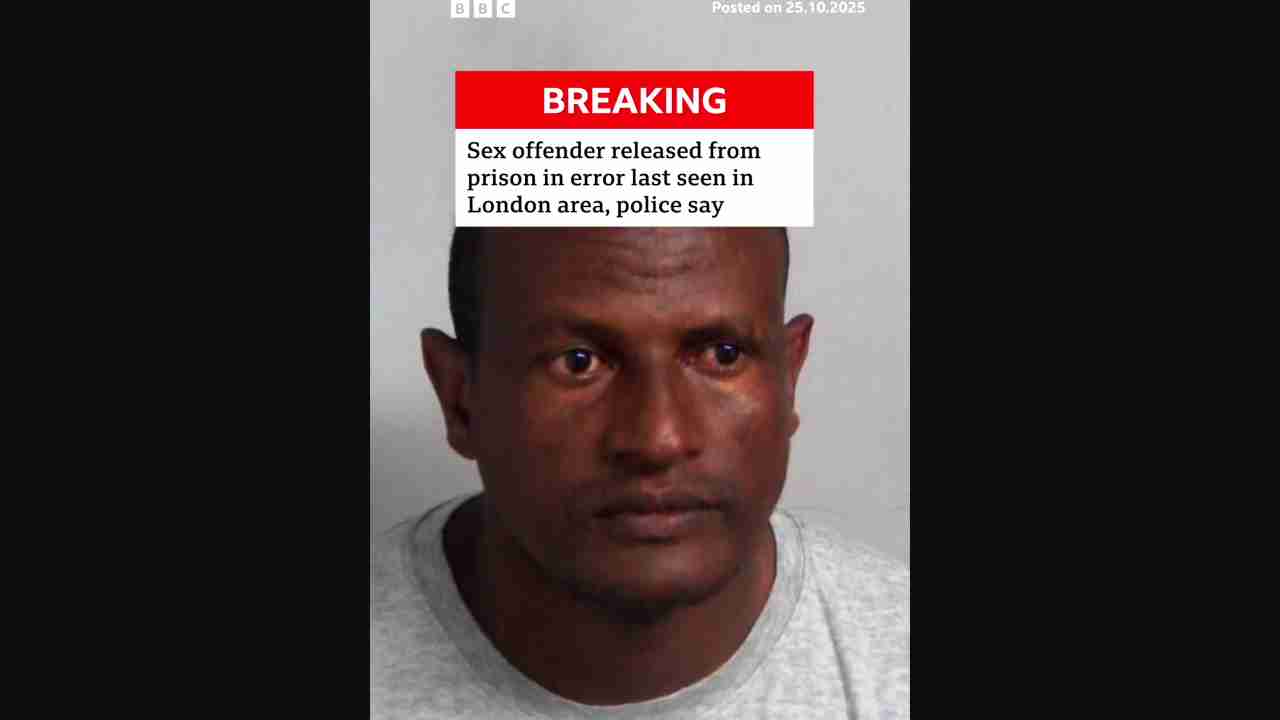 BBC
Posted on 25.10.2025
BREAKING
Sex offender released from
prison in error last seen in
London area, police say